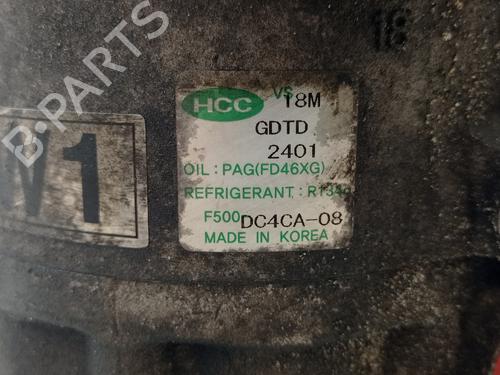 B-PARTS
18
HCC VS 18M
GDTD
2401
OIL : PAG(FD46XG)
REFRIGERANT : R134a
F500 DC4CA-08
MADE IN KOREA
V1